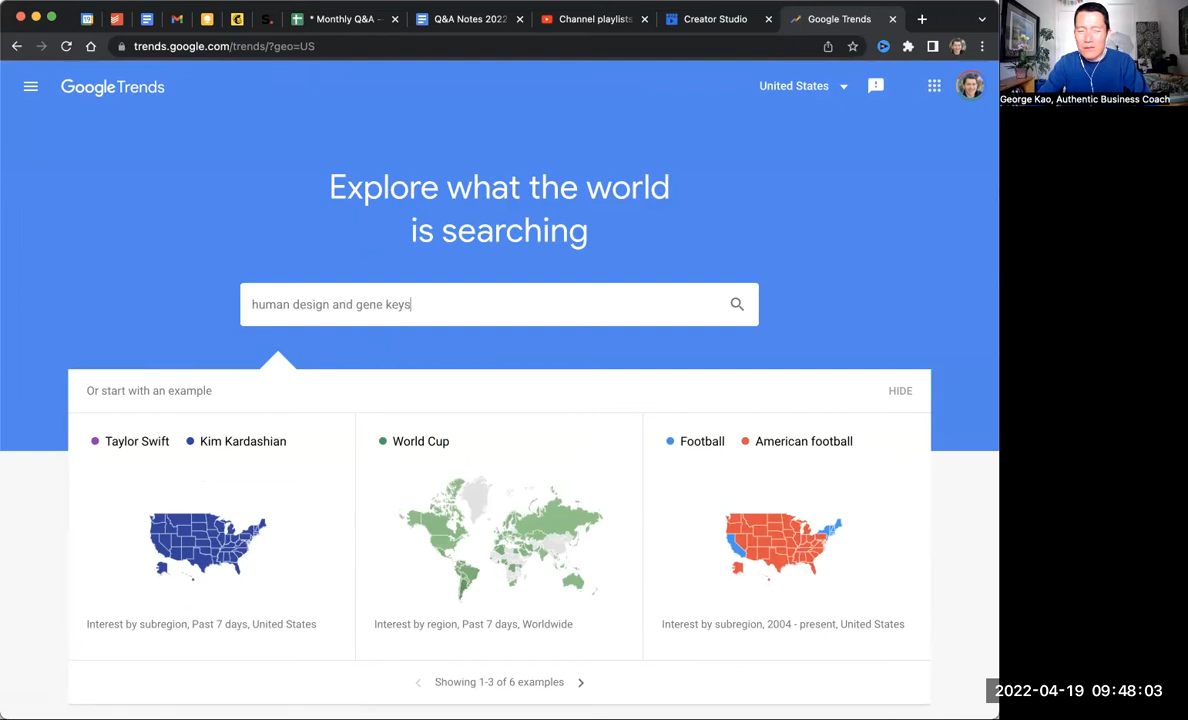 * Monthly Q&A –
Q&A Notes 2022
Channel playlists
Creator Studio
Google Trends
trends.google.com/trends/?geo=US
Google Trends
United States
Explore what the world
is searching
human design and gene keys
Or start with an example
HIDE
Taylor Swift
Kim Kardashian
World Cup
Football
American football
Interest by subregion, Past 7 days, United States
Interest by region, Past 7 days, Worldwide
Interest by subregion, 2004 - present, United States
Showing 1-3 of 6 examples
George Kao, Authentic Business Coach
2022-04-19 09:48:03